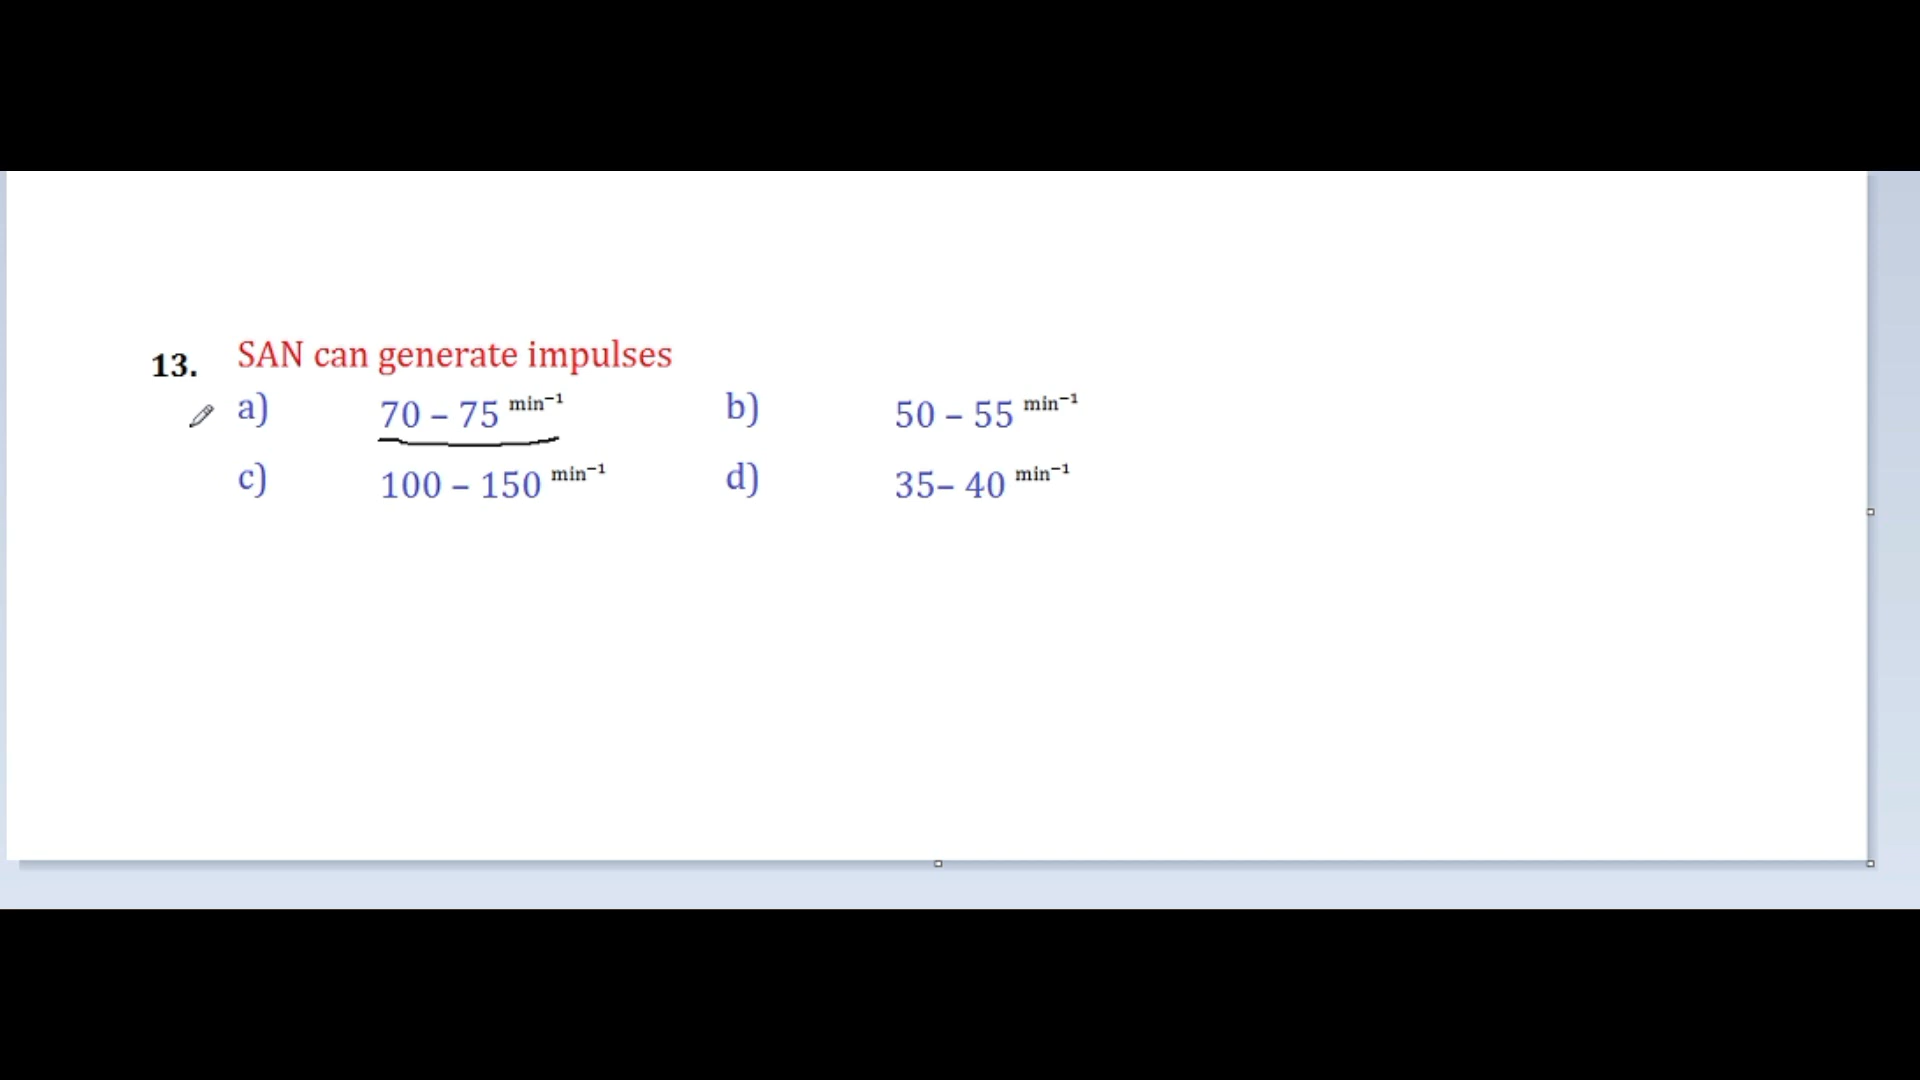 13. SAN can generate impulses
a) 70 – 75 min⁻¹ b) 50 – 55 min⁻¹
c) 100 – 150 min⁻¹ d) 35– 40 min⁻¹